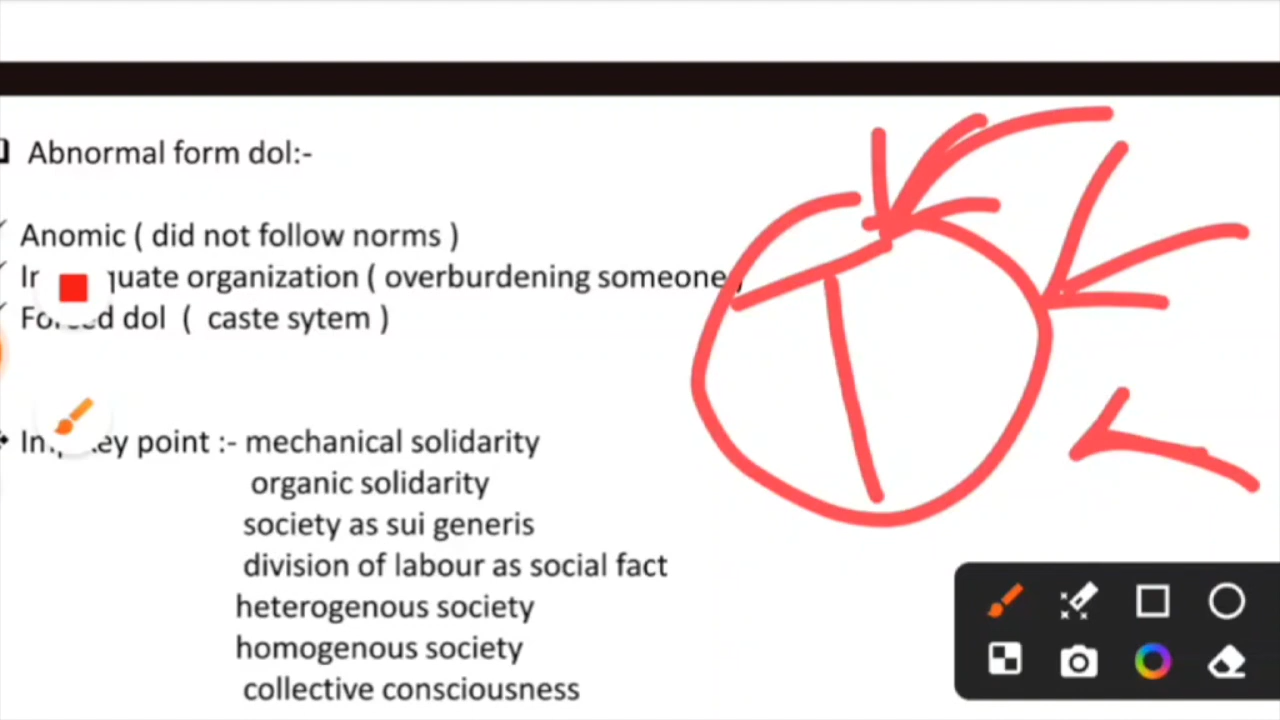 Abnormal form dol:-
Anomic ( did not follow norms )
organization ( overburdening someone )
dol ( caste sytem )
key point :- mechanical solidarity
organic solidarity
society as sui generis
division of labour as social fact
heterogenous society
homogenous society
collective consciousness